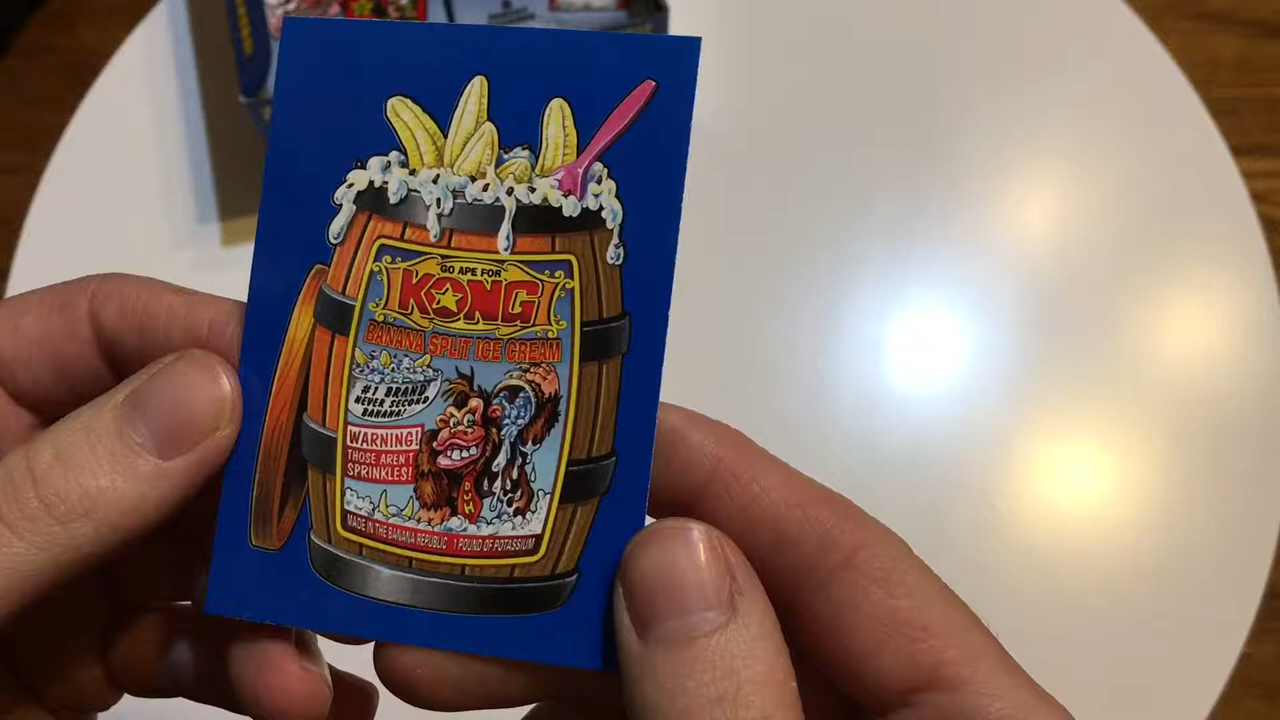 GO APE FOR
KONG
BANANA SPLIT ICE CREAM
#1 BRAND
NEVER SECOND
BANANA!
WARNING!
THOSE AREN'T
SPRINKLES!
DUH
MADE IN THE BANANA REPUBLIC 1 POUND OF POTASSIUM